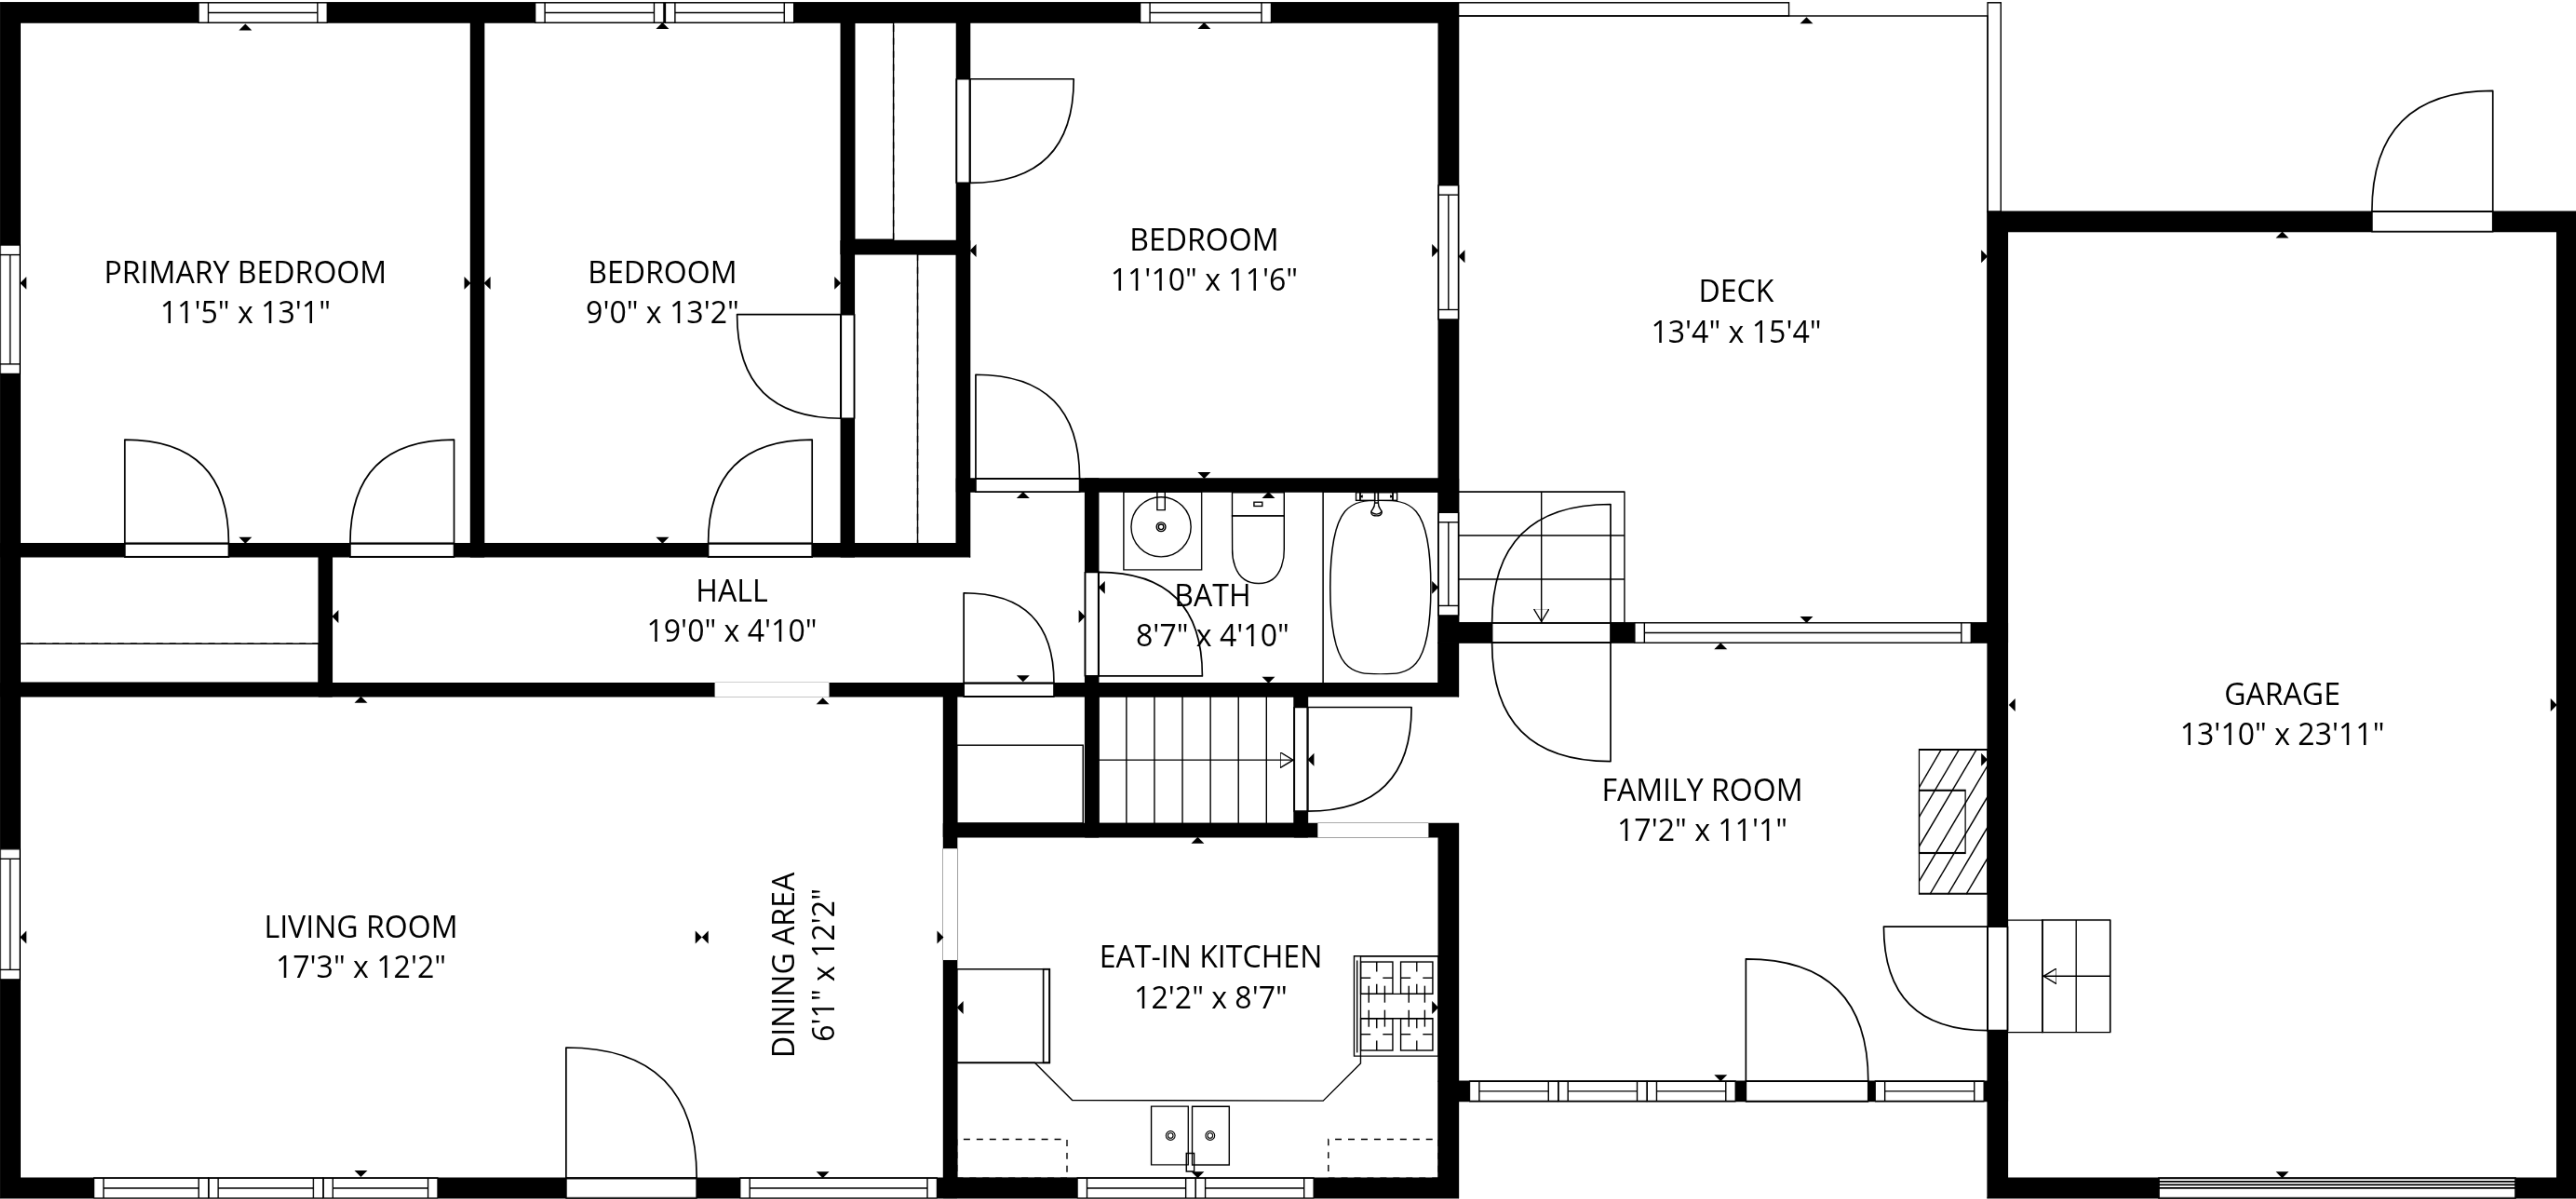 PRIMARY BEDROOM
11'5" x 13'1"
BEDROOM
9'0" x 13'2"
BEDROOM
11'10" x 11'6"
DECK
13'4" x 15'4"
HALL
19'0" x 4'10"
BATH
8'7" x 4'10"
GARAGE
13'10" x 23'11"
FAMILY ROOM
17'2" x 11'1"
LIVING ROOM
17'3" x 12'2"
DINING AREA
6'1" x 12'2"
EAT-IN KITCHEN
12'2" x 8'7"